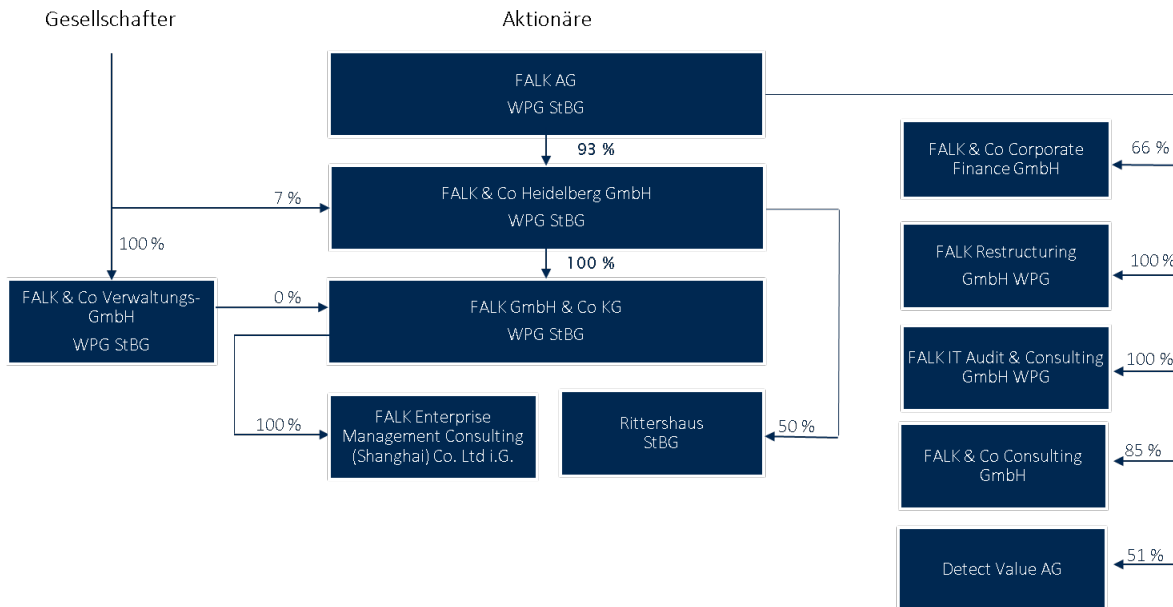 Gesellschafter
Aktionäre
FALK AG
WPG StBG
93 %
FALK & Co Corporate
Finance GmbH
66 %
7 %
FALK & Co Heidelberg GmbH
WPG StBG
100 %
100 %
FALK Restructuring
GmbH WPG
100 %
FALK & Co Verwaltungs-
GmbH
WPG StBG
0 %
FALK GmbH & Co KG
WPG StBG
FALK IT Audit & Consulting
GmbH WPG
100 %
100 %
FALK Enterprise
Management Consulting
(Shanghai) Co. Ltd i.G.
Rittershaus
StBG
50 %
FALK & Co Consulting
GmbH
85 %
Detect Value AG
51 %